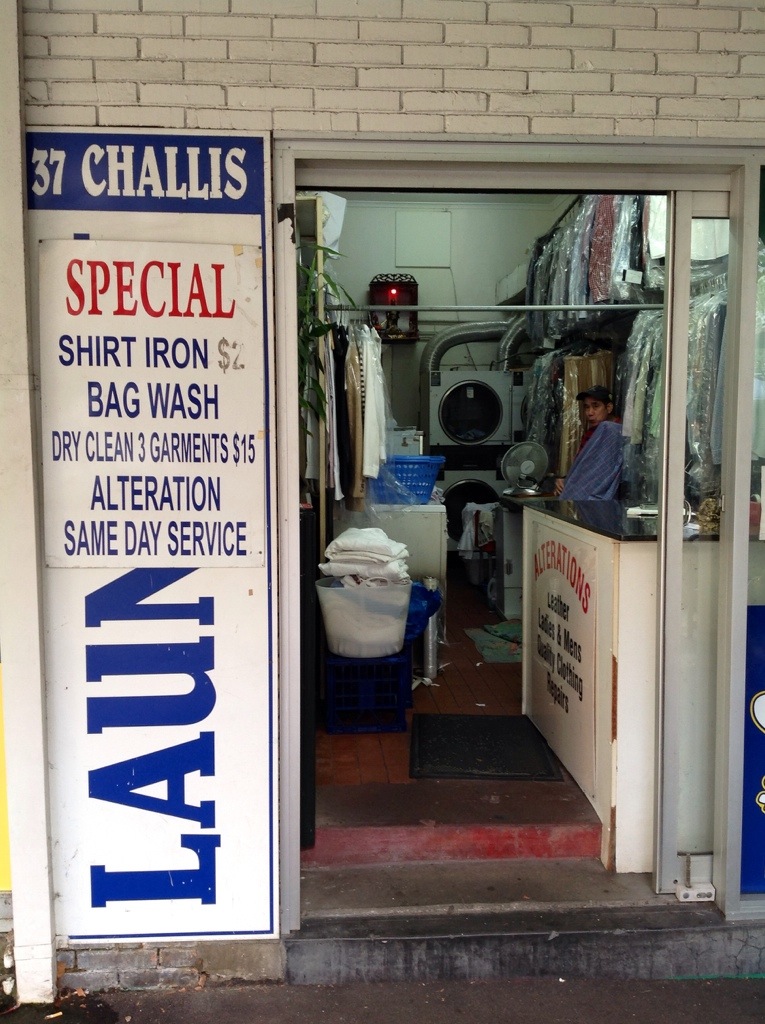 37 CHALLIS
SPECIAL
SHIRT IRON $2
BAG WASH
DRY CLEAN 3 GARMENTS $15
ALTERATION
SAME DAY SERVICE
LAUN
ALTERATIONS
Leather
Ladies & Mens
Quality Clothing
Repairs